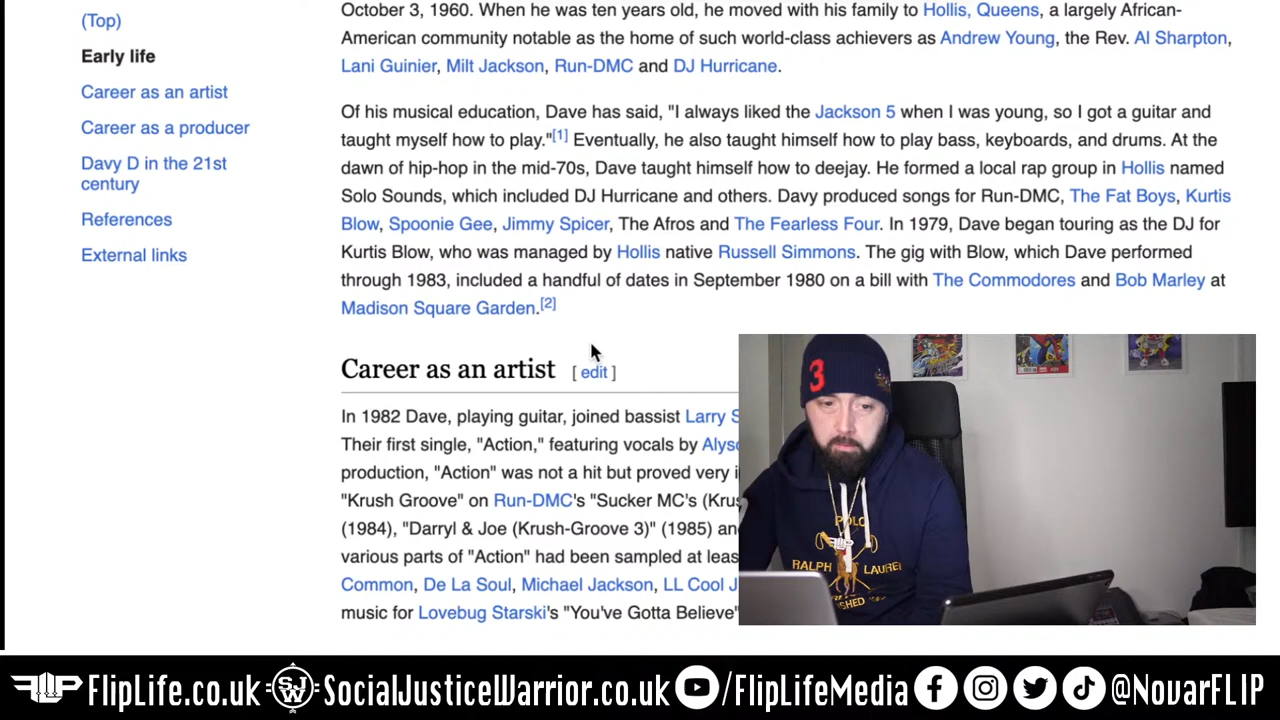 (Top)
Early life
Career as an artist
Career as a producer
Davy D in the 21st
century
References
External links
October 3, 1960. When he was ten years old, he moved with his family to Hollis, Queens, a largely African-
American community notable as the home of such world-class achievers as Andrew Young, the Rev. Al Sharpton,
Lani Guinier, Milt Jackson, Run-DMC and DJ Hurricane.
Of his musical education, Dave has said, "I always liked the Jackson 5 when I was young, so I got a guitar and
taught myself how to play."[1] Eventually, he also taught himself how to play bass, keyboards, and drums. At the
dawn of hip-hop in the mid-70s, Dave taught himself how to deejay. He formed a local rap group in Hollis named
Solo Sounds, which included DJ Hurricane and others. Davy produced songs for Run-DMC, The Fat Boys, Kurtis
Blow, Spoonie Gee, Jimmy Spicer, The Afros and The Fearless Four. In 1979, Dave began touring as the DJ for
Kurtis Blow, who was managed by Hollis native Russell Simmons. The gig with Blow, which Dave performed
through 1983, included a handful of dates in September 1980 on a bill with The Commodores and Bob Marley at
Madison Square Garden.[2]
Career as an artist [ edit ]
In 1982 Dave, playing guitar, joined bassist Larry S
Their first single, "Action," featuring vocals by Alyso
production, "Action" was not a hit but proved very i
"Krush Groove" on Run-DMC's "Sucker MC's (Krus
(1984), "Darryl & Joe (Krush-Groove 3)" (1985) an
various parts of "Action" had been sampled at leas
Common, De La Soul, Michael Jackson, LL Cool J
music for Lovebug Starski's "You've Gotta Believe"
3
POLO
RALPH LAUREN
FLIP FlipLife.co.uk SJW SocialJusticeWarrior.co.uk /FlipLifeMedia @NovarFLIP